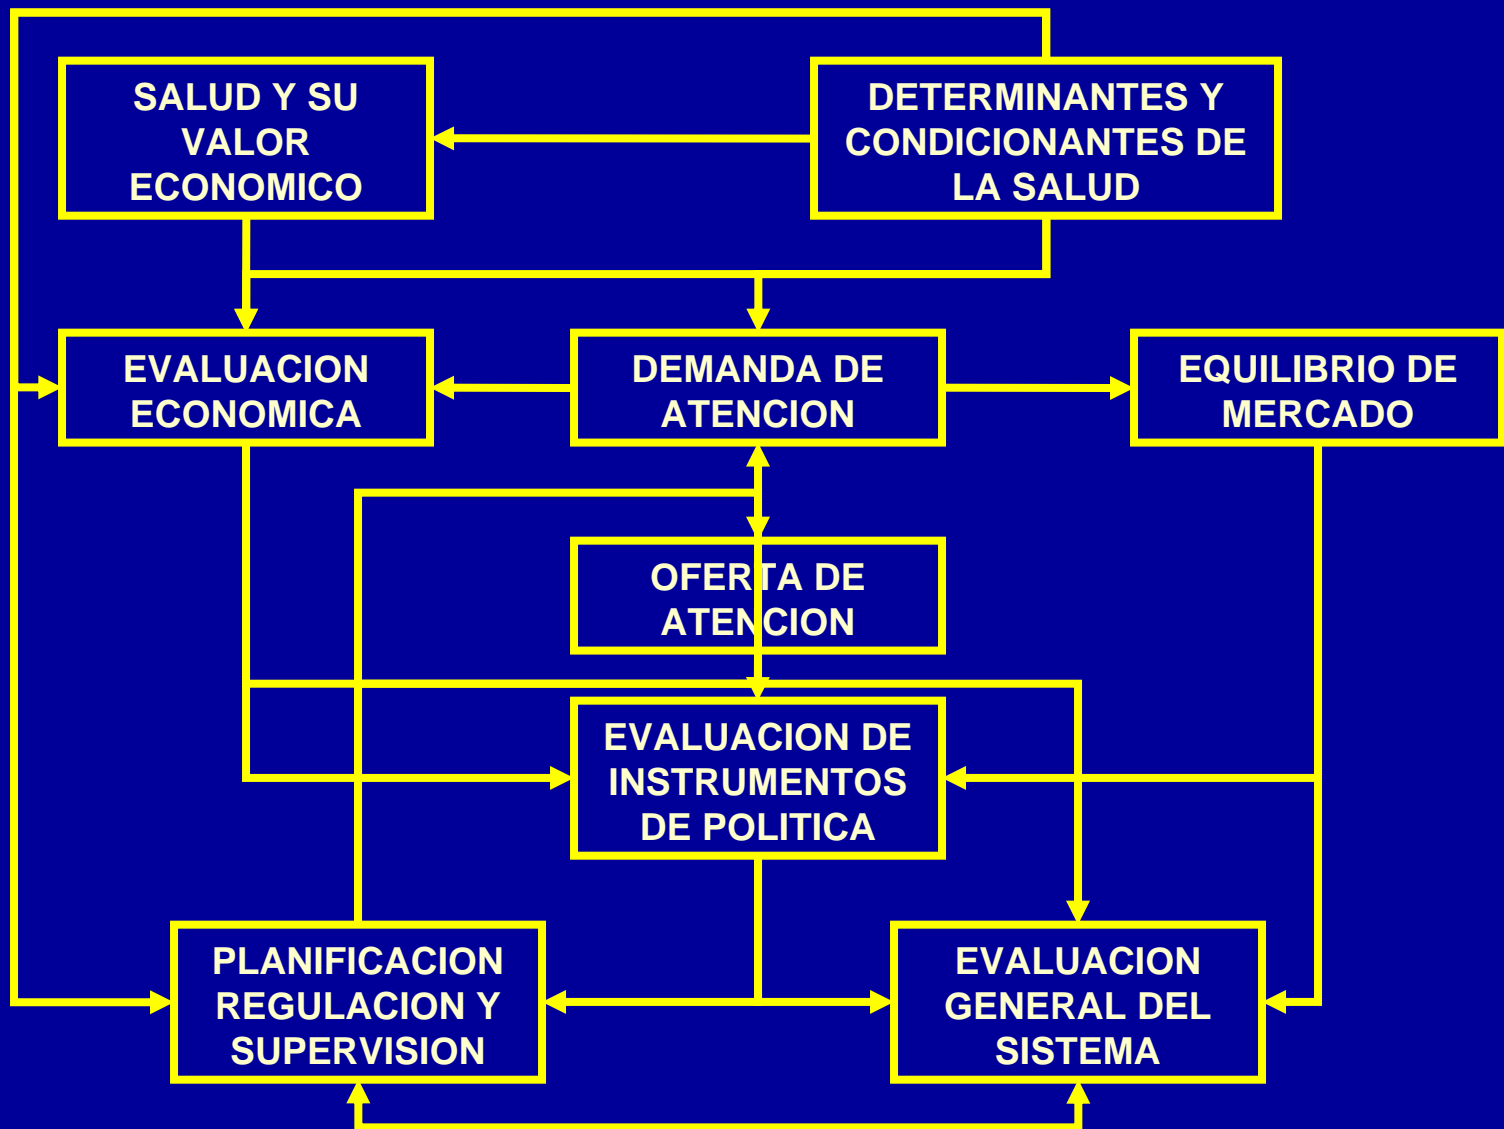 SALUD Y SU
VALOR
ECONOMICO
DETERMINANTES Y
CONDICIONANTES DE
LA SALUD
EVALUACION
ECONOMICA
DEMANDA DE
ATENCION
EQUILIBRIO DE
MERCADO
OFERTA DE
ATENCION
EVALUACION DE
INSTRUMENTOS
DE POLITICA
PLANIFICACION
REGULACION Y
SUPERVISION
EVALUACION
GENERAL DEL
SISTEMA